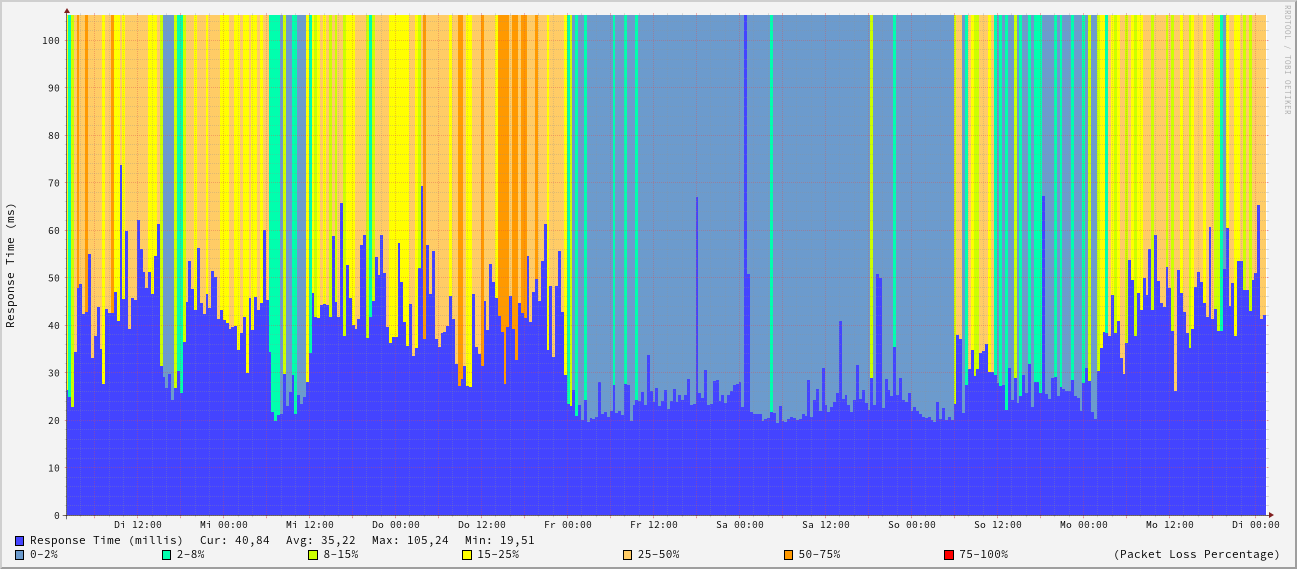 RRDTOOL / TOBI OETIKER
Response Time (ms)
100
90
80
70
60
50
40
30
20
10
0
Di 12:00 Mi 00:00 Mi 12:00 Do 00:00 Do 12:00 Fr 00:00 Fr 12:00 Sa 00:00 Sa 12:00 So 00:00 So 12:00 Mo 00:00 Mo 12:00 Di 00:00
Response Time (millis) Cur: 40,84 Avg: 35,22 Max: 105,24 Min: 19,51
0-2% 2-8% 8-15% 15-25% 25-50% 50-75% 75-100% (Packet Loss Percentage)